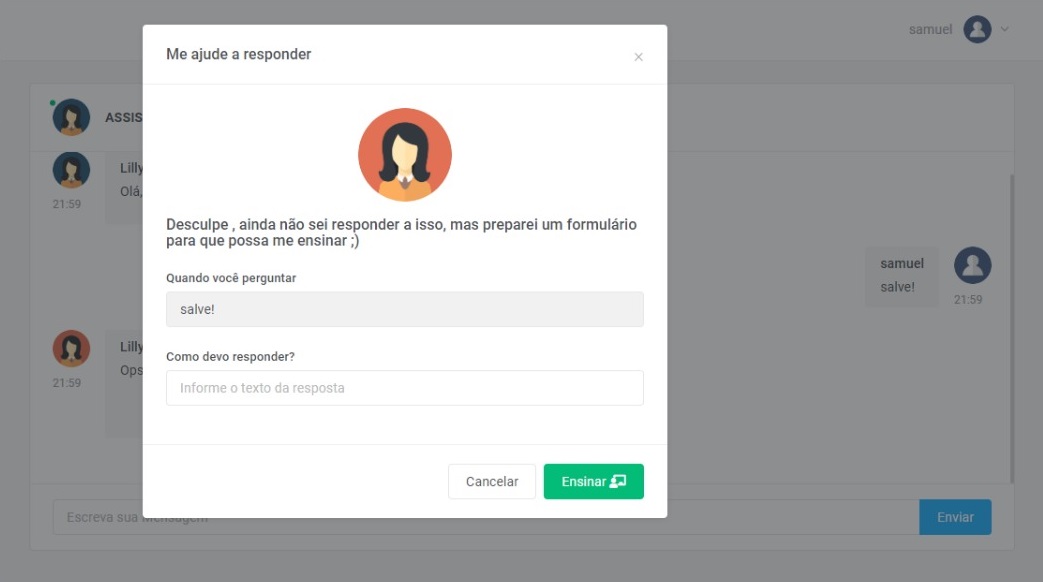 samuel
Me ajude a responder
×
ASSIS
Lilly
Olá,
21:59
Desculpe , ainda não sei responder a isso, mas preparei um formulário
para que possa me ensinar ;)
samuel
salve!
21:59
Quando você perguntar
salve!
Lilly
Ops
21:59
Como devo responder?
Informe o texto da resposta
Cancelar
Ensinar
Escreva sua Mensagem
Enviar